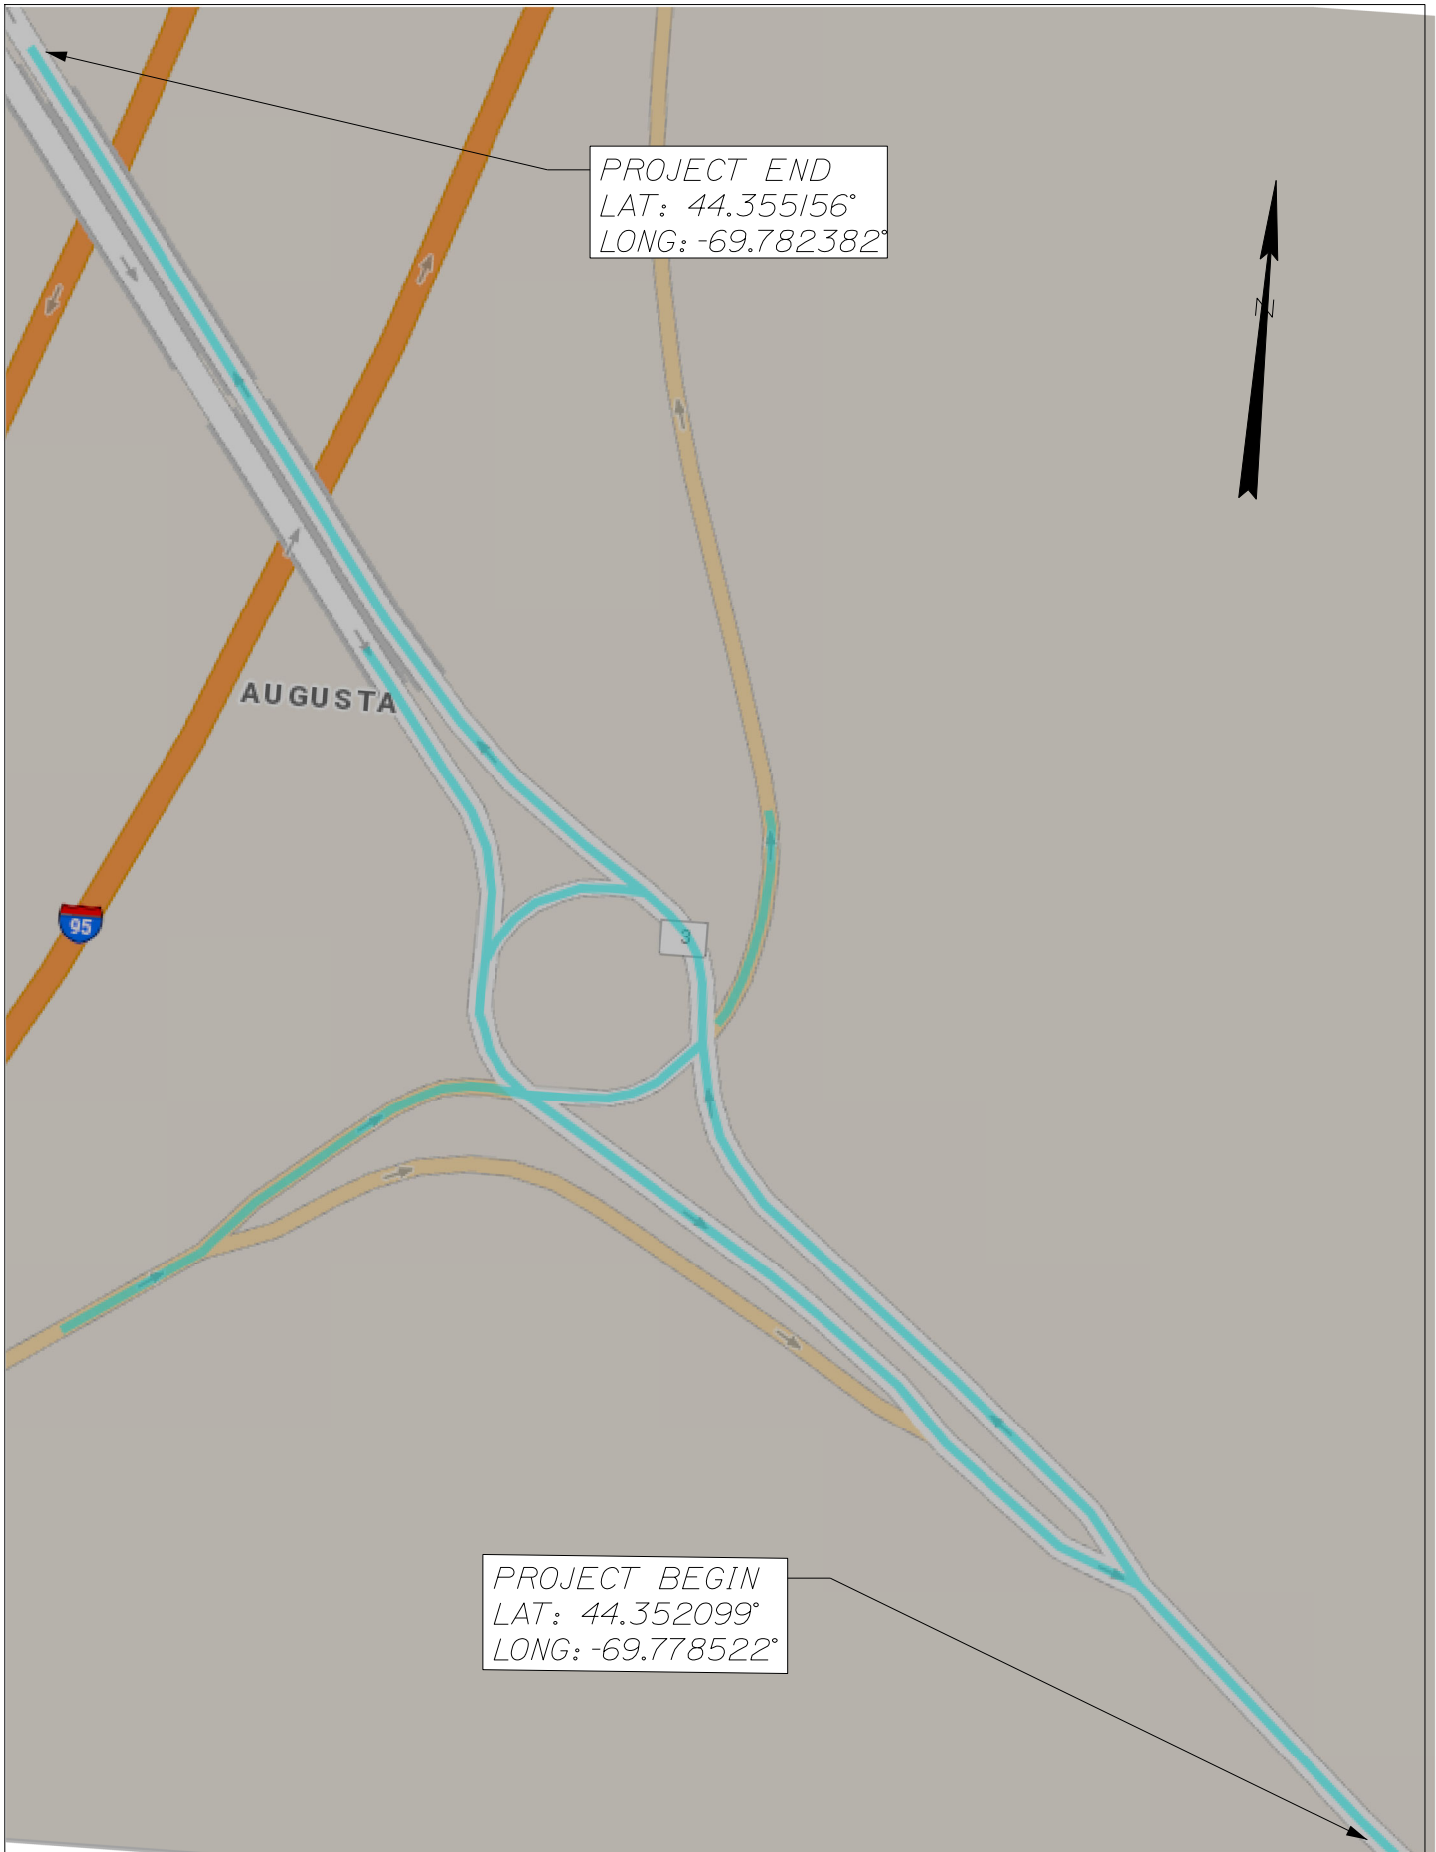 PROJECT END
LAT: 44.355156°
LONG: -69.782382°
N
AUGUSTA
95
3
PROJECT BEGIN
LAT: 44.352099°
LONG: -69.778522°